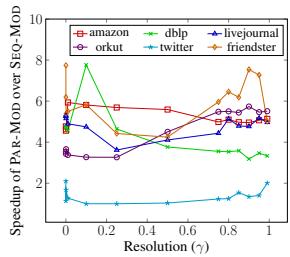 Speedup of PAR-MOD over SEQ-MOD
10
8
6
4
2
amazon dblp livejournal
orkut twitter friendster
0 0.2 0.4 0.6 0.8 1
Resolution (γ)